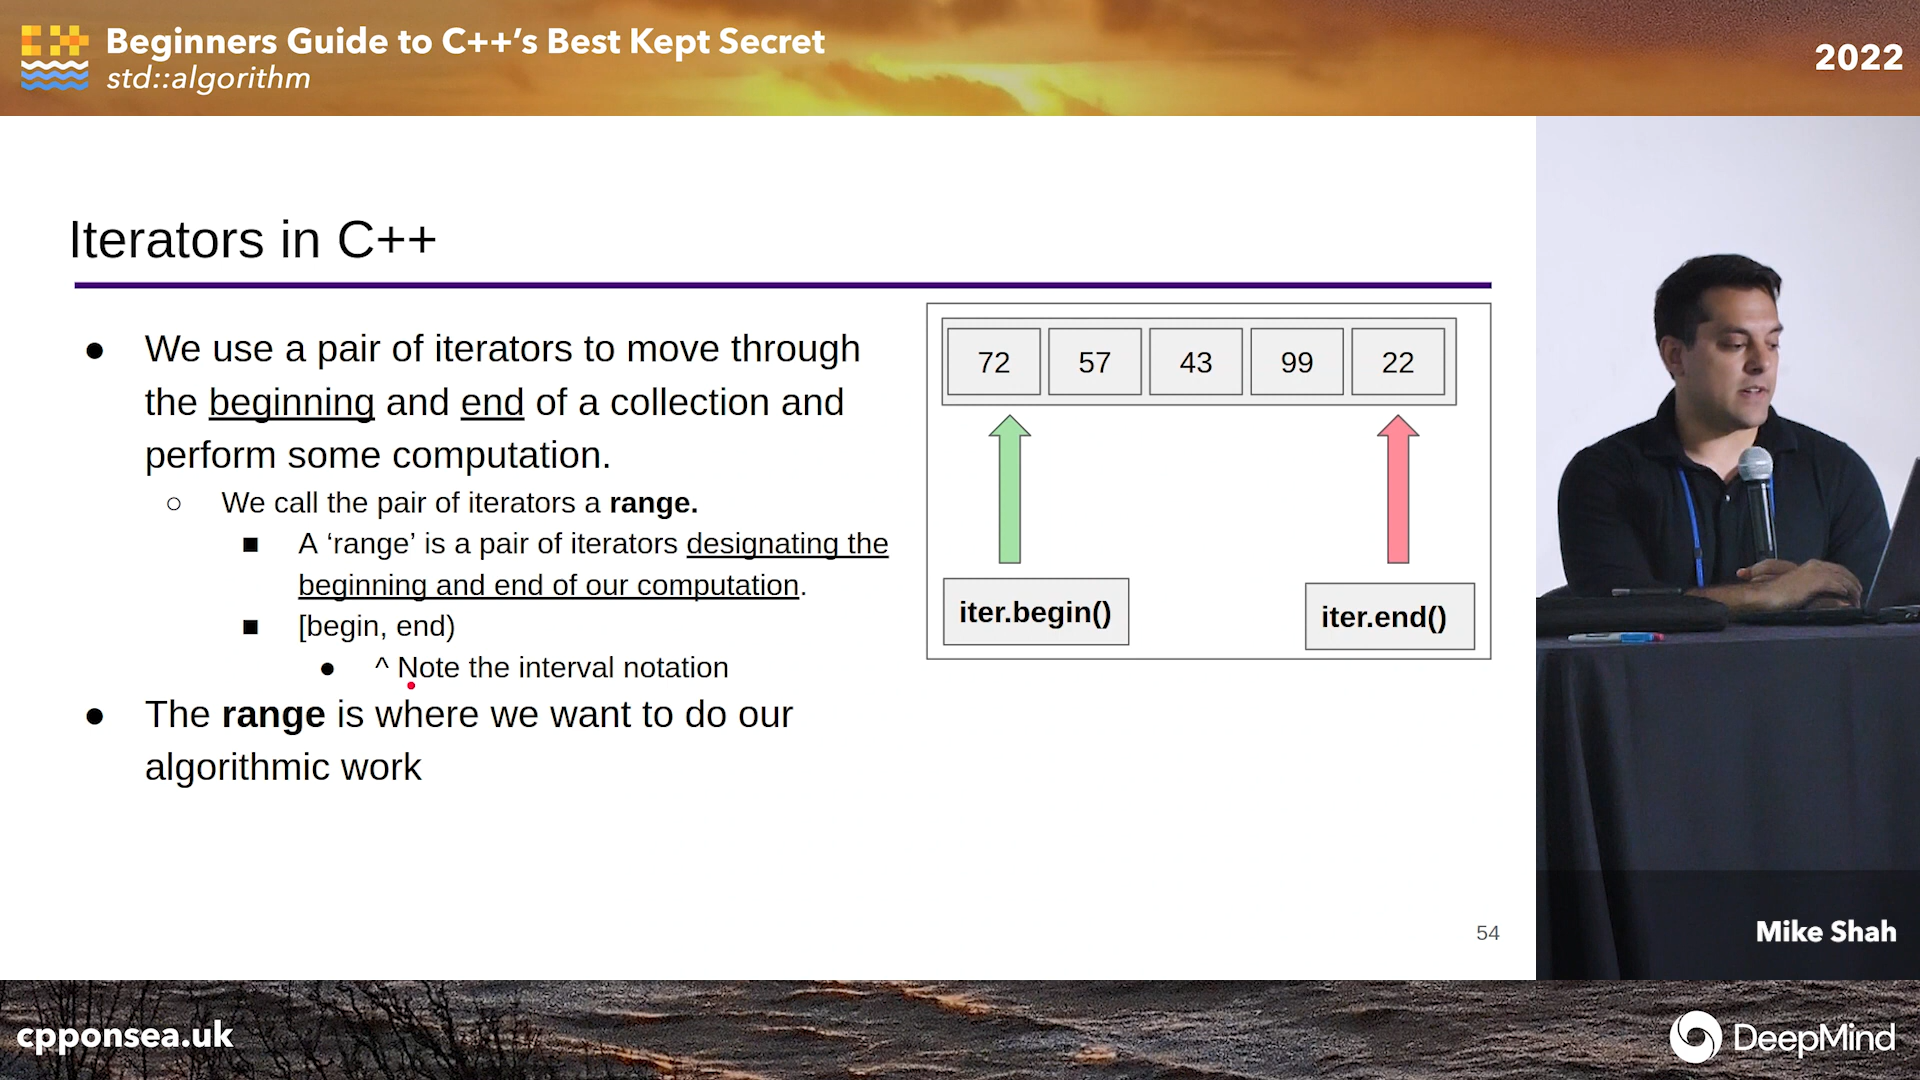 Beginners Guide to C++’s Best Kept Secret
std::algorithm
2022
Iterators in C++
● We use a pair of iterators to move through
the beginning and end of a collection and
perform some computation.
○ We call the pair of iterators a range.
■ A ‘range’ is a pair of iterators designating the
beginning and end of our computation.
■ [begin, end)
● ^ Note the interval notation
● The range is where we want to do our
algorithmic work
72 57 43 99 22
iter.begin()
iter.end()
54
Mike Shah
cpponsea.uk
DeepMind